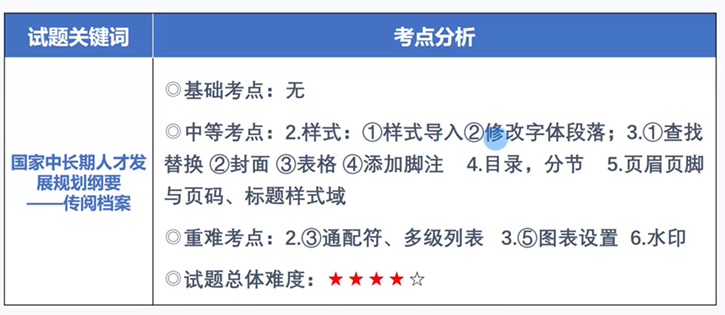 试题关键词
考点分析
国家中长期人才发
展规划纲要
——传阅档案
◎基础考点：无
◎中等考点：2.样式：①样式导入②修改字体段落；3.①查找
替换 ②封面 ③表格 ④添加脚注 4.目录，分节 5.页眉页脚
与页码、标题样式域
◎重难考点：2.③通配符、多级列表 3.⑤图表设置 6.水印
◎试题总体难度：★★★★☆